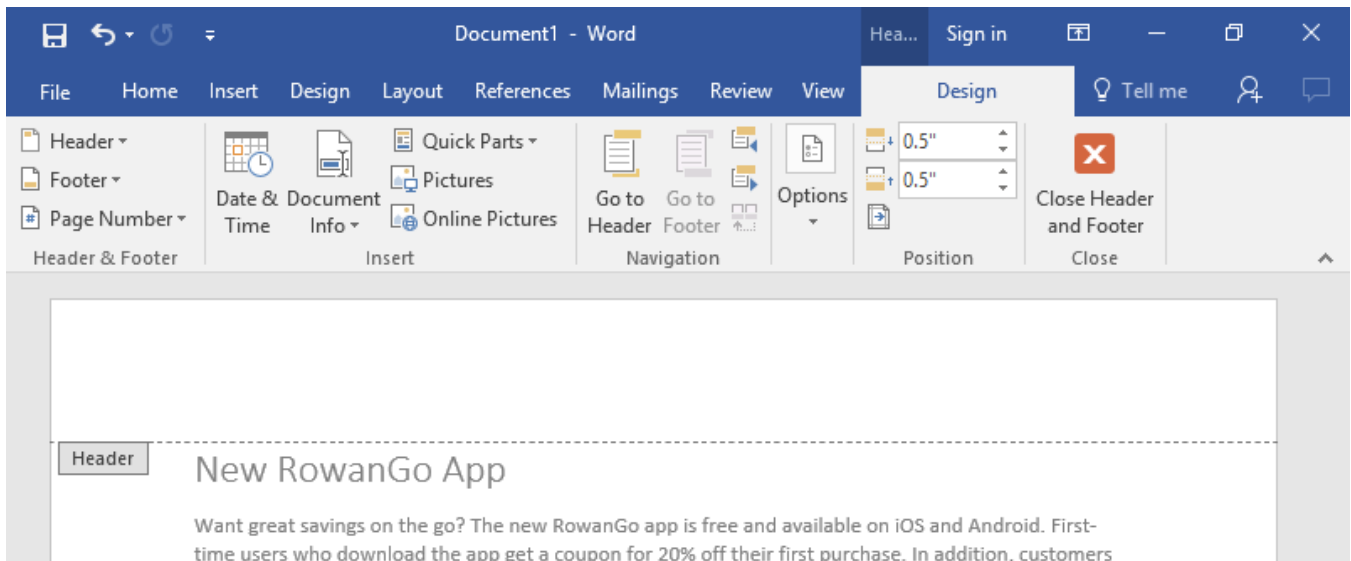 Document1 - Word Hea... Sign in
File Home Insert Design Layout References Mailings Review View Design Tell me
Header
Footer
Page Number
Header & Footer
Date & Time
Document Info
Quick Parts
Pictures
Online Pictures
Insert
Go to Header
Go to Footer
Navigation
Options
0.5"
0.5"
Position
Close Header and Footer
Close
Header
New RowanGo App
Want great savings on the go? The new RowanGo app is free and available on iOS and Android. First-
time users who download the app get a coupon for 20% off their first purchase. In addition, customers